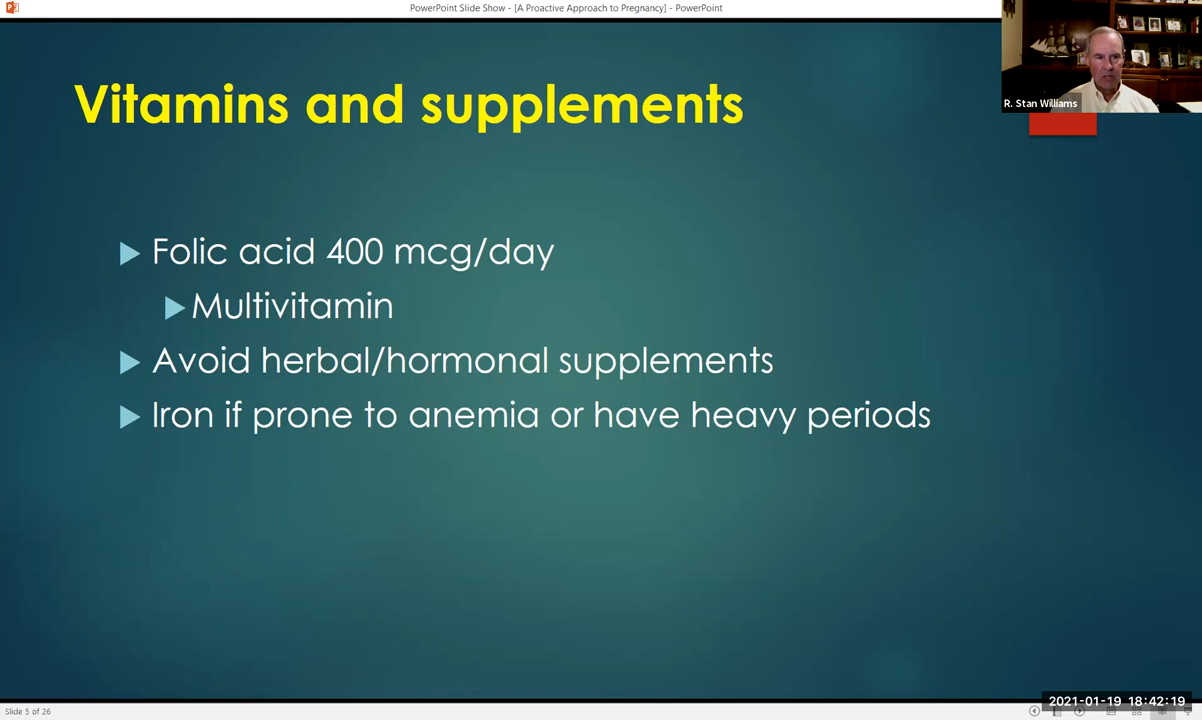 PowerPoint Slide Show - [A Proactive Approach to Pregnancy] - PowerPoint
R. Stan Williams
Vitamins and supplements
Folic acid 400 mcg/day
Multivitamin
Avoid herbal/hormonal supplements
Iron if prone to anemia or have heavy periods
2021-01-19 18:42:19
Slide 5 of 26